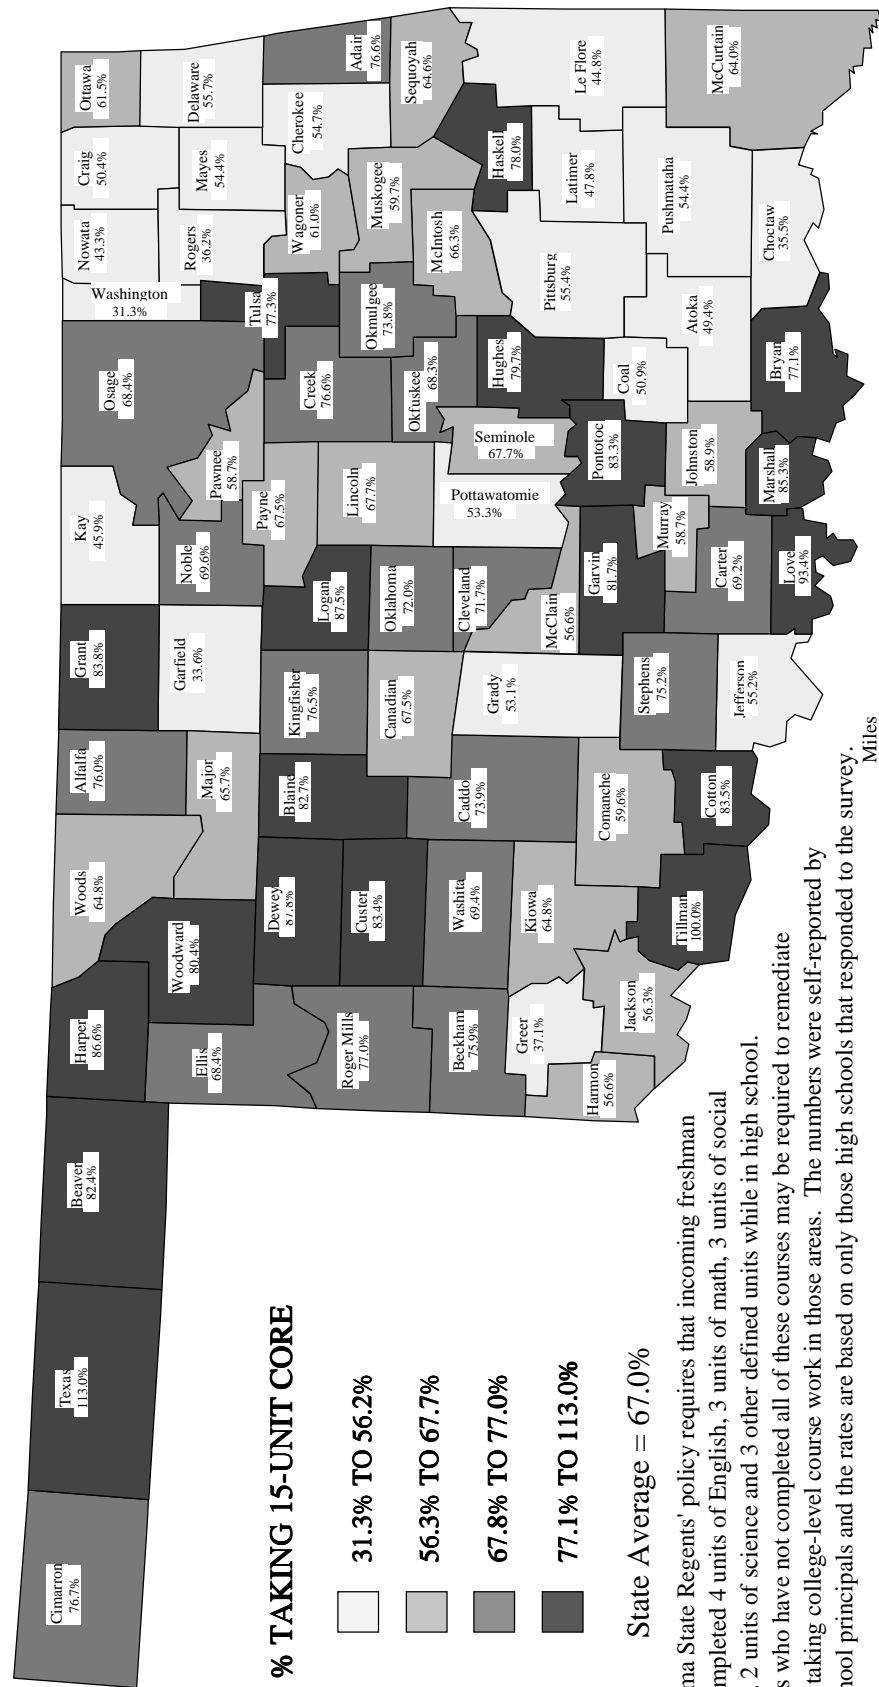 Cimarron
76.7%
Texas
113.0%
Beaver
82.4%
Harper
86.6%
Woods
64.8%
Alfalfa
76.0%
Grant
83.8%
Kay
45.9%
Osage
68.4%
Washington
31.3%
Nowata
43.3%
Craig
50.4%
Ottawa
61.5%
Ellis
68.4%
Woodward
80.4%
Major
65.7%
Garfield
33.6%
Noble
69.6%
Pawnee
58.7%
Rogers
36.2%
Mayes
54.4%
Delaware
55.7%
Roger Mills
77.0%
Dewey
87.8%
Blaine
82.7%
Kingfisher
76.5%
Logan
87.5%
Payne
67.5%
Creek
76.6%
Tulsa
77.3%
Wagoner
61.0%
Cherokee
54.7%
Adair
76.6%
Custer
83.4%
Canadian
67.5%
Oklahoma
72.0%
Lincoln
67.7%
Okfuskee
68.3%
Okmulgee
73.8%
Muskogee
59.7%
Sequoyah
64.6%
Beckham
75.9%
Washita
69.4%
Caddo
73.9%
Grady
53.1%
Cleveland
71.7%
McClain
56.6%
Pottawatomie
53.3%
Seminole
67.7%
Hughes
79.7%
McIntosh
66.3%
Haskell
78.0%
Le Flore
44.8%
Greer
37.1%
Kiowa
64.8%
Comanche
59.6%
Garvin
81.7%
Pontotoc
83.3%
Coal
50.9%
Pittsburg
55.4%
Latimer
47.8%
Harmon
56.6%
Jackson
56.3%
Tillman
100.0%
Cotton
83.5%
Stephens
75.2%
Jefferson
55.2%
Murray
58.7%
Carter
69.2%
Love
93.4%
Johnston
58.9%
Marshall
85.3%
Bryan
77.1%
Atoka
49.4%
Pushmataha
54.4%
Choctaw
35.5%
McCurtain
64.0%
% TAKING 15-UNIT CORE
31.3% TO 56.2%
56.3% TO 67.7%
67.8% TO 77.0%
77.1% TO 113.0%
State Average = 67.0%
ma State Regents' policy requires that incoming freshman
mpleted 4 units of English, 3 units of math, 3 units of social
, 2 units of science and 3 other defined units while in high school.
s who have not completed all of these courses may be required to remediate
taking college-level course work in those areas. The numbers were self-reported by
hool principals and the rates are based on only those high schools that responded to the survey.
Miles